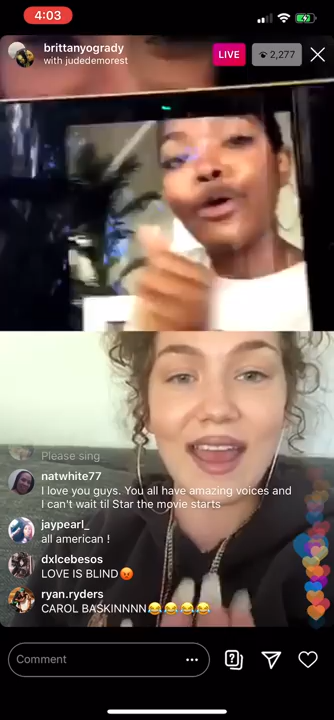 4:03
brittanyogrady
with judedemorest
LIVE
2,277
Please sing
natwhite77
I love you guys. You all have amazing voices and
I can't wait til Star the movie starts
jaypearl_
all american !
dxlcebesos
LOVE IS BLIND😡
ryan.ryders
CAROL BASKINNNN😂😂😂😂
Comment